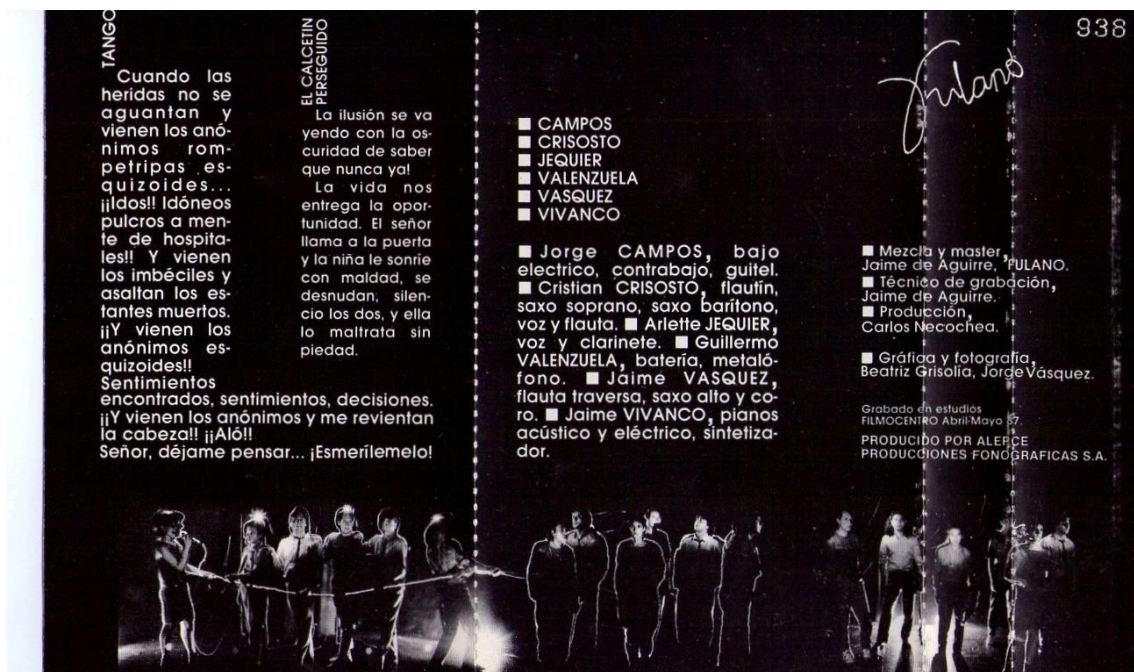 TANGO
Cuando las
heridas no se
aguantan y
vienen los anó-
nimos rom-
petripas es-
quizoides...
¡¡Idos!! Idóneos
pulcros a men-
te de hospita-
les!! Y vienen
los imbéciles y
asaltan los es-
tantes muertos.
¡¡Y vienen los
anónimos es-
quizoides!!
Sentimientos
encontrados, sentimientos, decisiones.
¡¡Y vienen los anónimos y me revientan
la cabeza!! ¡¡Aló!!
Señor, déjame pensar... ¡Esmerílemelo!
EL CALCETIN
PERSEGUIDO
La ilusión se va
yendo con la os-
curidad de saber
que nunca ya!
La vida nos
entrega la opor-
tunidad. El señor
llama a la puerta
y la niña le sonríe
con maldad, se
desnudan, silen-
cio los dos, y ella
lo maltrata sin
piedad.
■ CAMPOS
■ CRISOSTO
■ JEQUIER
■ VALENZUELA
■ VASQUEZ
■ VIVANCO
■ Jorge CAMPOS, bajo
electrico, contrabajo, guitel.
■ Cristian CRISOSTO, flautín,
saxo soprano, saxo barítono,
voz y flauta. ■ Arlette JEQUIER,
voz y clarinete. ■ Guillermo
VALENZUELA, batería, metaló-
fono. ■ Jaime VASQUEZ,
flauta traversa, saxo alto y co-
ro. ■ Jaime VIVANCO, pianos
acústico y eléctrico, sintetiza-
dor.
938
Fulano
■ Mezcla y master,
Jaime de Aguirre, FULANO.
■ Técnico de grabación,
Jaime de Aguirre.
■ Producción,
Carlos Necochea.
■ Gráfica y fotografía,
Beatriz Grisolía, Jorge Vásquez.
Grabado en estudios
FILMOCENTRO Abril-Mayo 87.
PRODUCIDO POR ALERCE
PRODUCCIONES FONOGRAFICAS S.A.